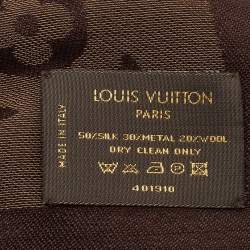 LOUIS VUITTON
PARIS
50%SILK 30%METAL 20%WOOL
DRY CLEAN ONLY
401910
MADE IN ITALY